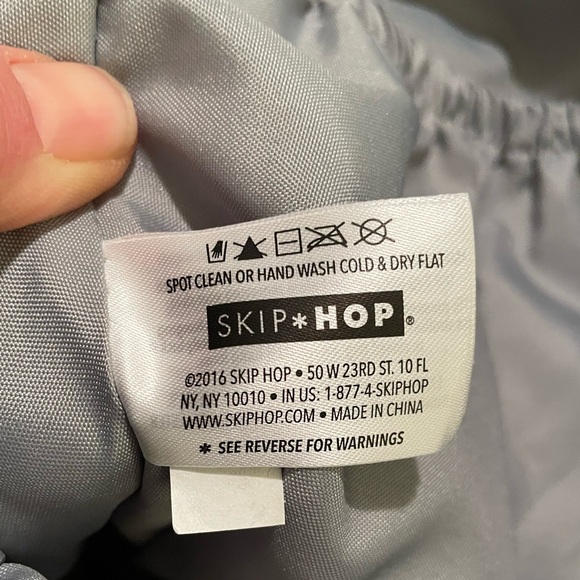 SPOT CLEAN OR HAND WASH COLD & DRY FLAT
SKIP*HOP®
©2016 SKIP HOP • 50 W 23RD ST. 10 FL
NY, NY 10010 • IN US: 1-877-4-SKIPHOP
WWW.SKIPHOP.COM • MADE IN CHINA
* SEE REVERSE FOR WARNINGS